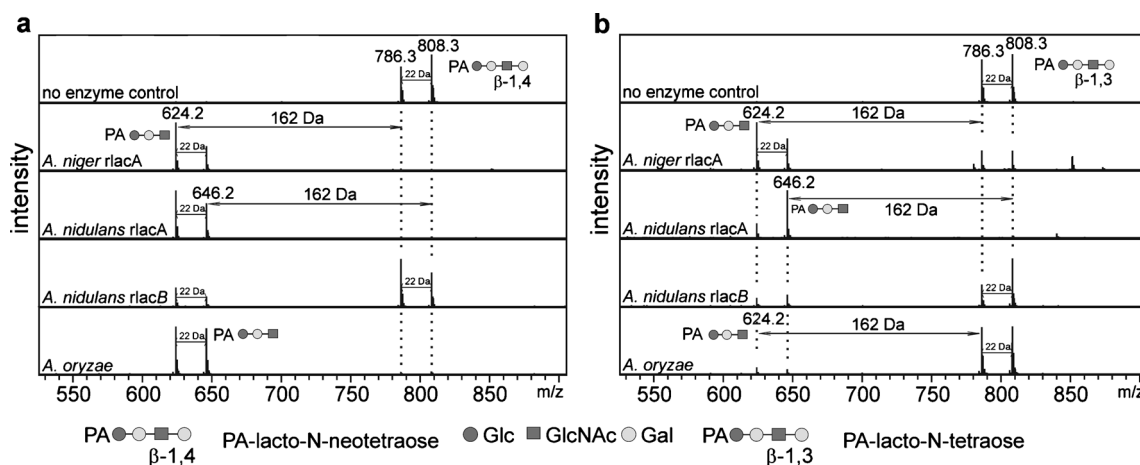 a
786.3
808.3
22 Da
PA
β-1,4
no enzyme control
624.2
PA
162 Da
22 Da
A. niger rlacA
646.2
162 Da
22 Da
A. nidulans rlacA
22 Da
22 Da
A. nidulans rlacB
22 Da
PA
A. oryzae
intensity
550 600 650 700 750 800 850 m/z
b
786.3
808.3
22 Da
PA
β-1,3
no enzyme control
624.2
PA
162 Da
22 Da
A. niger rlacA
646.2
PA
162 Da
A. nidulans rlacA
22 Da
A. nidulans rlacB
624.2
PA
162 Da
22 Da
A. oryzae
intensity
550 600 650 700 750 800 850 m/z
PA
β-1,4
PA-lacto-N-neotetraose
Glc GlcNAc Gal
PA
β-1,3
PA-lacto-N-tetraose